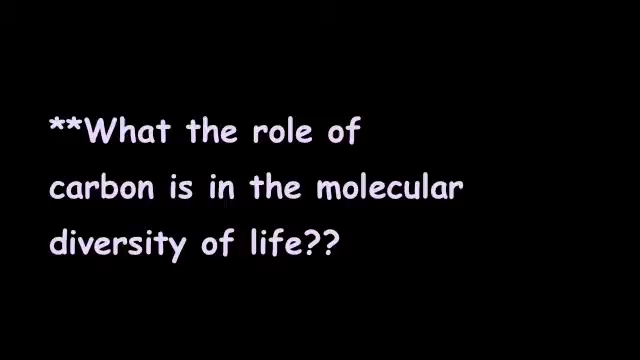 **What the role of
carbon is in the molecular
diversity of life??